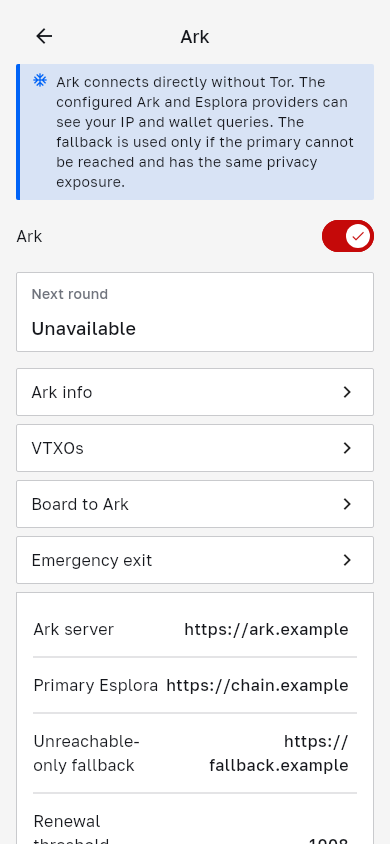 Ark
Ark connects directly without Tor. The
configured Ark and Esplora providers can
see your IP and wallet queries. The
fallback is used only if the primary cannot
be reached and has the same privacy
exposure.
Ark
Next round
Unavailable
Ark info
VTXOs
Board to Ark
Emergency exit
Ark server https://ark.example
Primary Esplora https://chain.example
Unreachable- https://
only fallback fallback.example
Renewal
threshold 1008